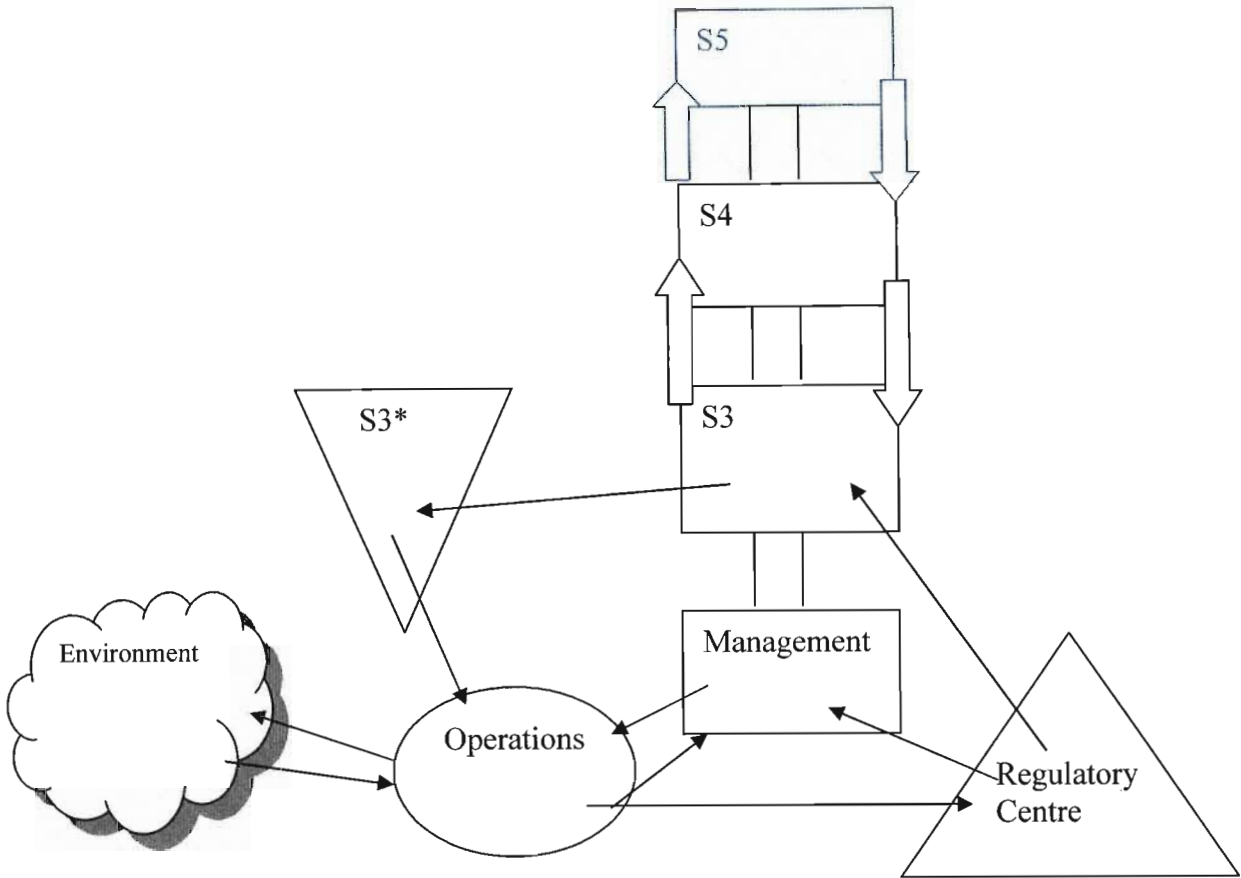 S5
S4
S3*
S3
Environment
Management
Operations
Regulatory
Centre